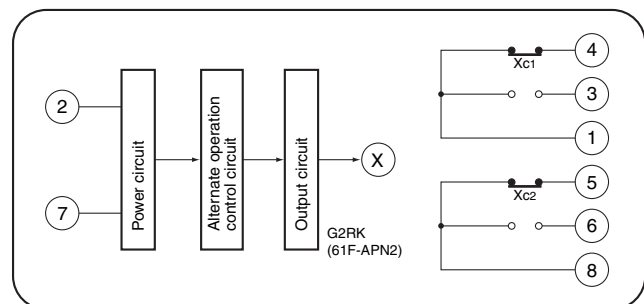 2
7
Power circuit
Alternate operation
control circuit
Output circuit
X
G2RK
(61F-APN2)
4
Xc1
3
1
5
Xc2
6
8